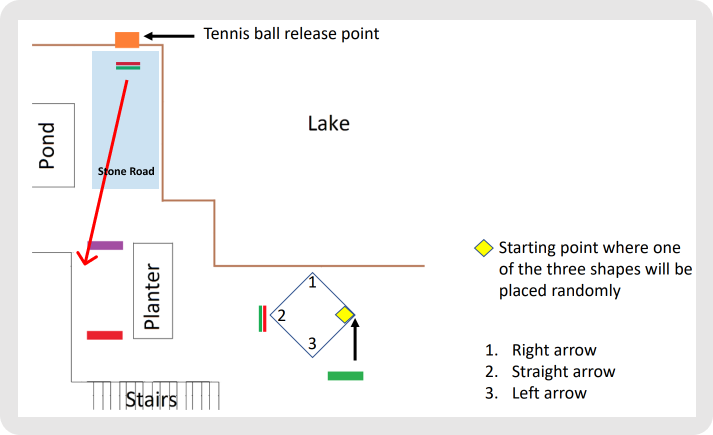 Tennis ball release point
Lake
Pond
Stone Road
Starting point where one
of the three shapes will be
placed randomly
Planter
1
2
3
1. Right arrow
2. Straight arrow
3. Left arrow
Stairs